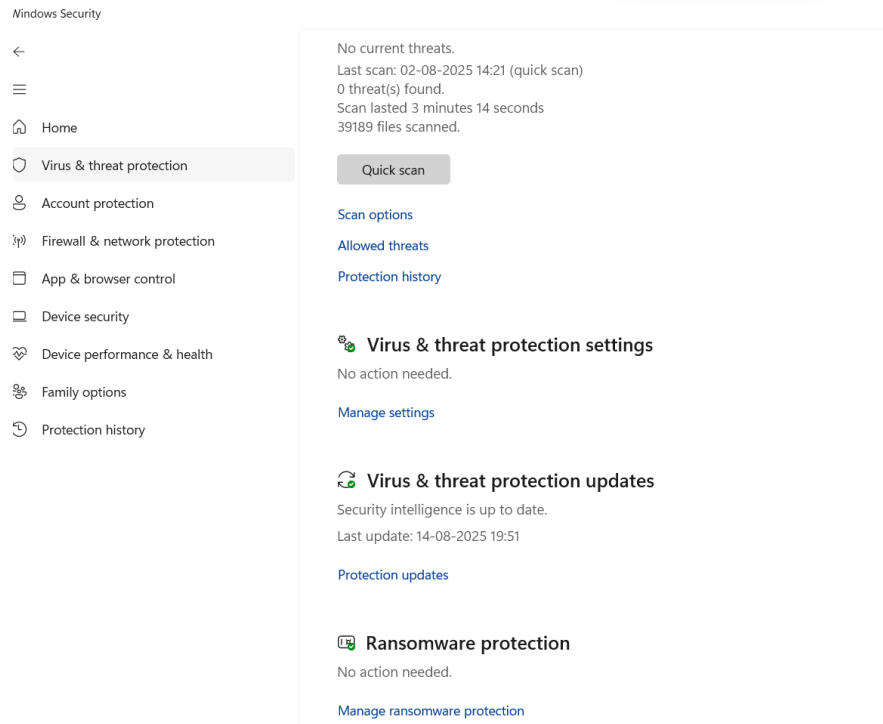 Windows Security
Home
Virus & threat protection
Account protection
Firewall & network protection
App & browser control
Device security
Device performance & health
Family options
Protection history
No current threats.
Last scan: 02-08-2025 14:21 (quick scan)
0 threat(s) found.
Scan lasted 3 minutes 14 seconds
39189 files scanned.
Quick scan
Scan options
Allowed threats
Protection history
Virus & threat protection settings
No action needed.
Manage settings
Virus & threat protection updates
Security intelligence is up to date.
Last update: 14-08-2025 19:51
Protection updates
Ransomware protection
No action needed.
Manage ransomware protection